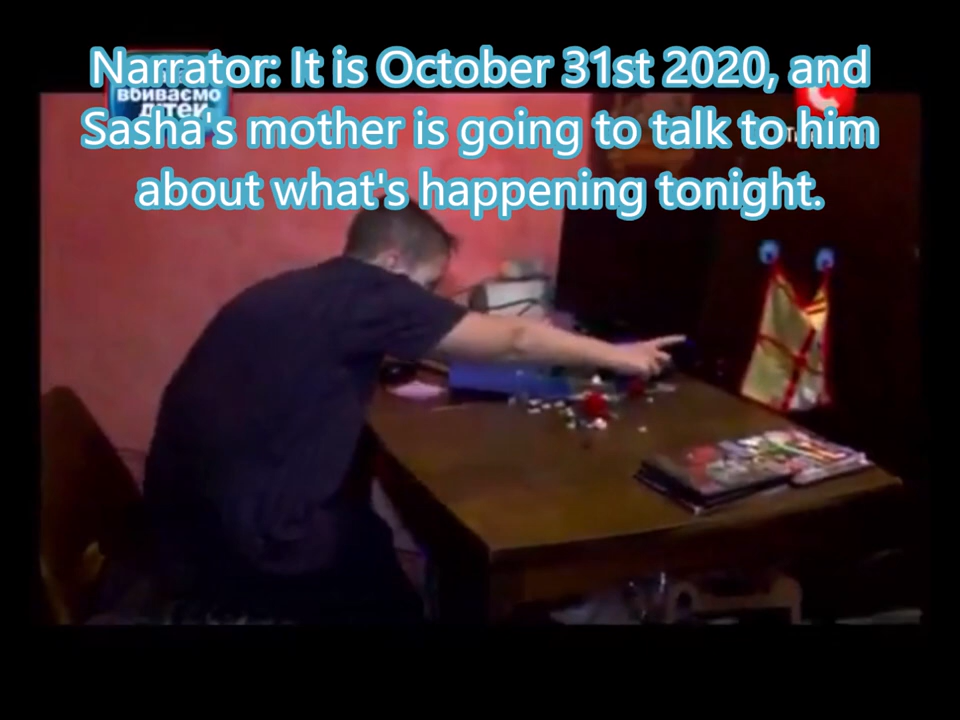 Narrator: It is October 31st 2020, and
Sasha's mother is going to talk to him
about what's happening tonight.
вбиваємо
дітей